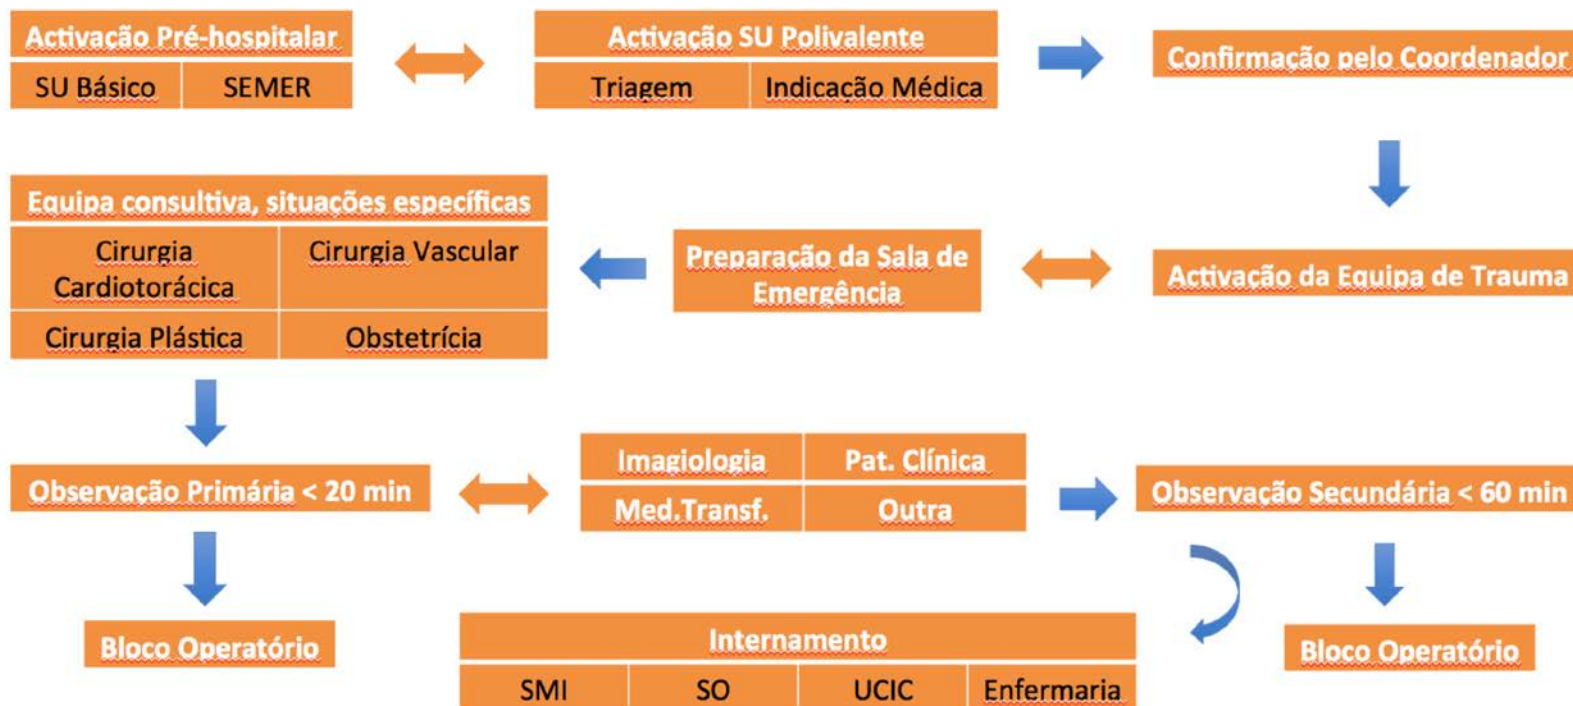 Activação Pré-hospitalar
SU Básico
SEMER
Activação SU Polivalente
Triagem
Indicação Médica
Confirmação pelo Coordenador
Equipa consultiva, situações específicas
Cirurgia
Cardiotorácica
Cirurgia Vascular
Cirurgia Plástica
Obstetrícia
Preparação da Sala de
Emergência
Activação da Equipa de Trauma
Observação Primária < 20 min
Imagiologia
Pat. Clínica
Med.Transf.
Outra
Observação Secundária < 60 min
Bloco Operatório
Internamento
SMI
SO
UCIC
Enfermaria
Bloco Operatório